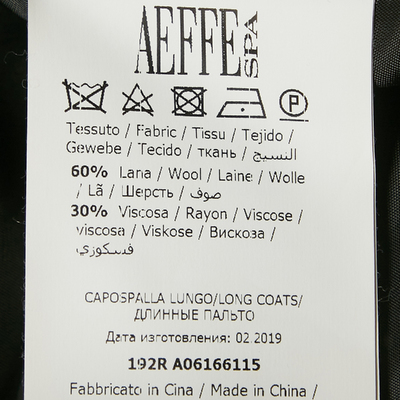 AEFFE SPA
P
Tessuto / Fabric / Tissu / Tejido /
Gewebe / Tecido / ткань / النسيج
60% Lana / Wool / Laine / Wolle
/ Lã / Шерсть / صوف
30% Viscosa / Rayon / Viscose /
viscosa / Viskose / Вискоза /
فسكوزي
CAPOSPALLA LUNGO/LONG COATS/
ДЛИННЫЕ ПАЛЬТО
Дата изготовления: 02.2019
192R A06166115
Fabbricato in Cina / Made in China /